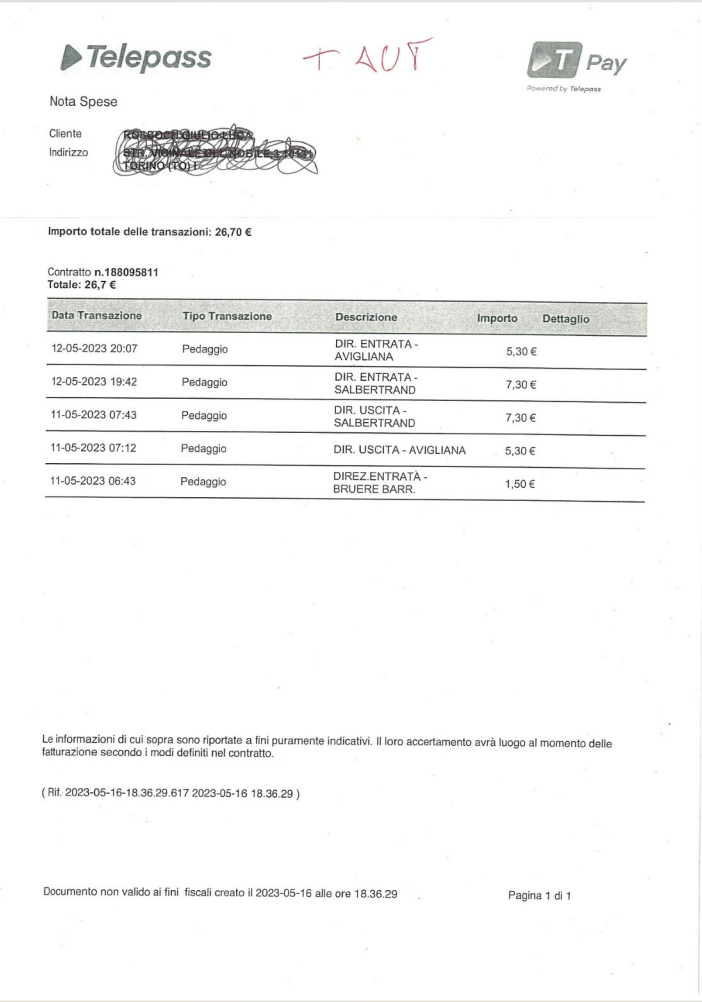 Telepass
+ AUT
T Pay
Powered by Telepass
Nota Spese
Cliente
Indirizzo
TORINO (TO)
Importo totale delle transazioni: 26,70 €
Contratto n.188095811
Totale: 26,7 €
Data Transazione Tipo Transazione Descrizione Importo Dettaglio
12-05-2023 20:07 Pedaggio DIR. ENTRATA - AVIGLIANA 5,30 €
12-05-2023 19:42 Pedaggio DIR. ENTRATA - SALBERTRAND 7,30 €
11-05-2023 07:43 Pedaggio DIR. USCITA - SALBERTRAND 7,30 €
11-05-2023 07:12 Pedaggio DIR. USCITA - AVIGLIANA 5,30 €
11-05-2023 06:43 Pedaggio DIREZ.ENTRATÀ - BRUERE BARR. 1,50 €
Le informazioni di cui sopra sono riportate a fini puramente indicativi. Il loro accertamento avrà luogo al momento delle
fatturazione secondo i modi definiti nel contratto.
( Rif. 2023-05-16-18.36.29.617 2023-05-16 18.36.29 )
Documento non valido ai fini fiscali creato il 2023-05-16 alle ore 18.36.29
Pagina 1 di 1